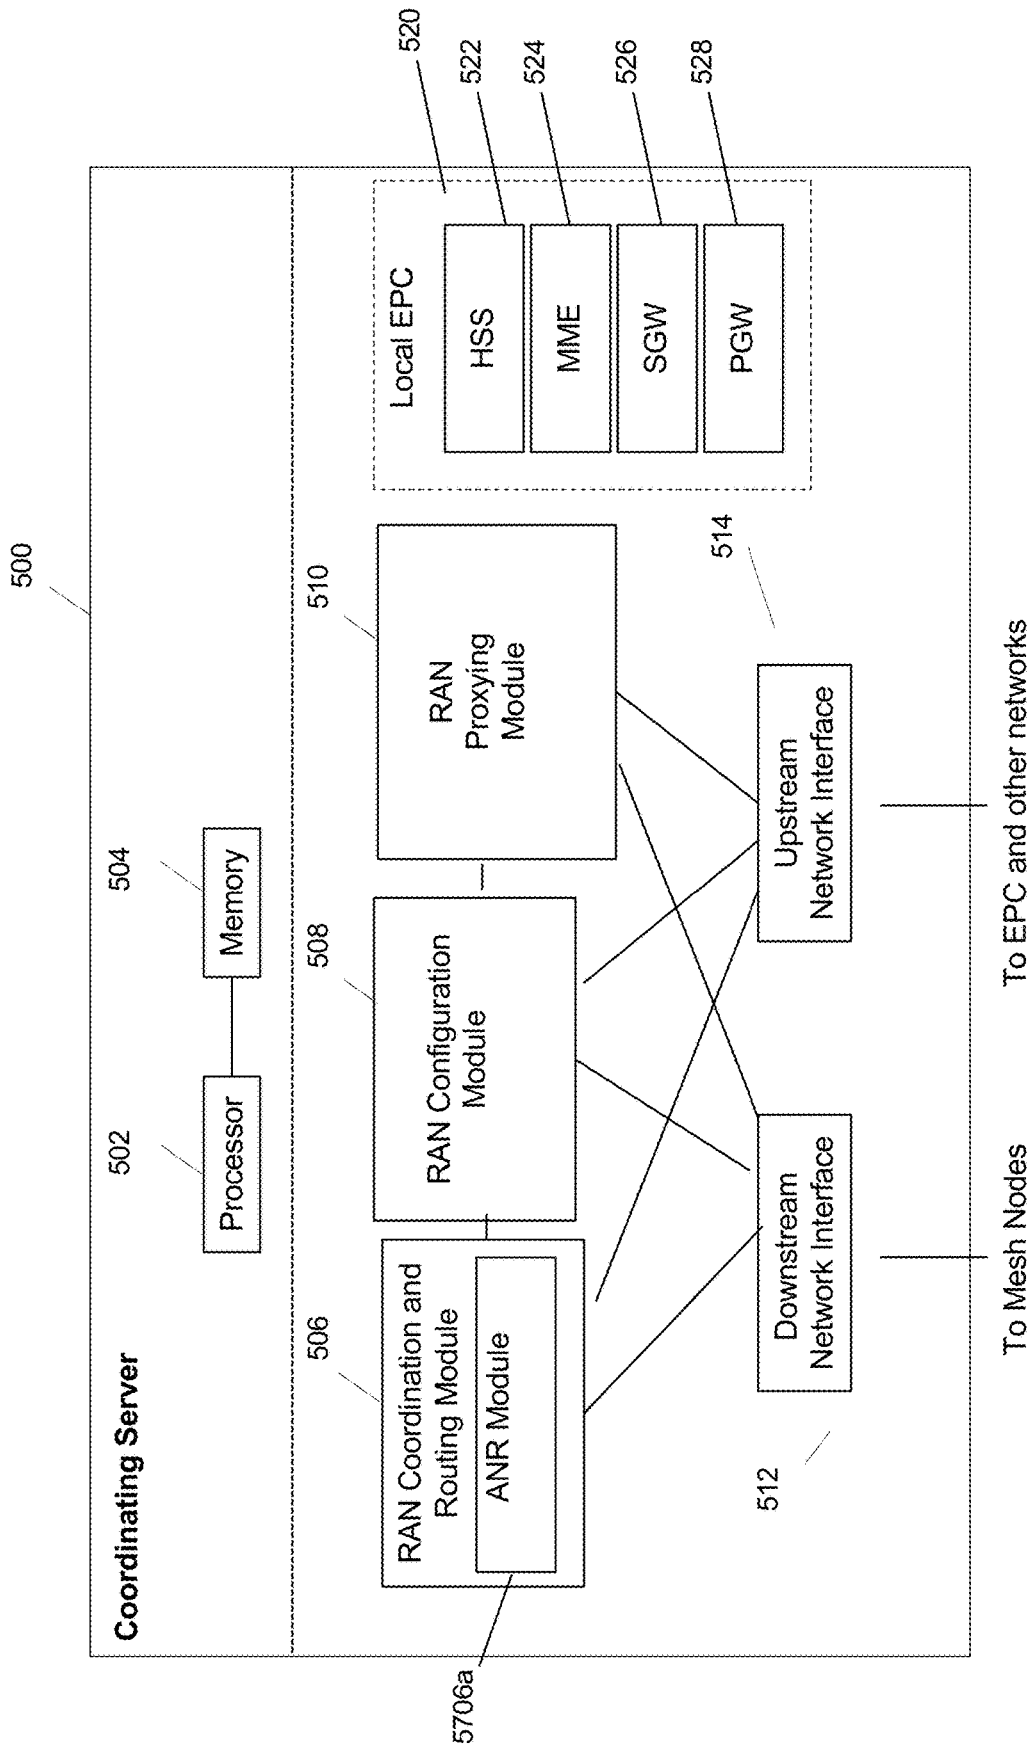 500
Coordinating Server
502
Processor
504
Memory
506
RAN Coordination and
Routing Module
ANR Module
5706a
508
RAN Configuration
Module
510
RAN
Proxying
Module
520
Local EPC
HSS
522
MME
524
SGW
526
PGW
528
512
Downstream
Network Interface
514
Upstream
Network Interface
To Mesh Nodes
To EPC and other networks